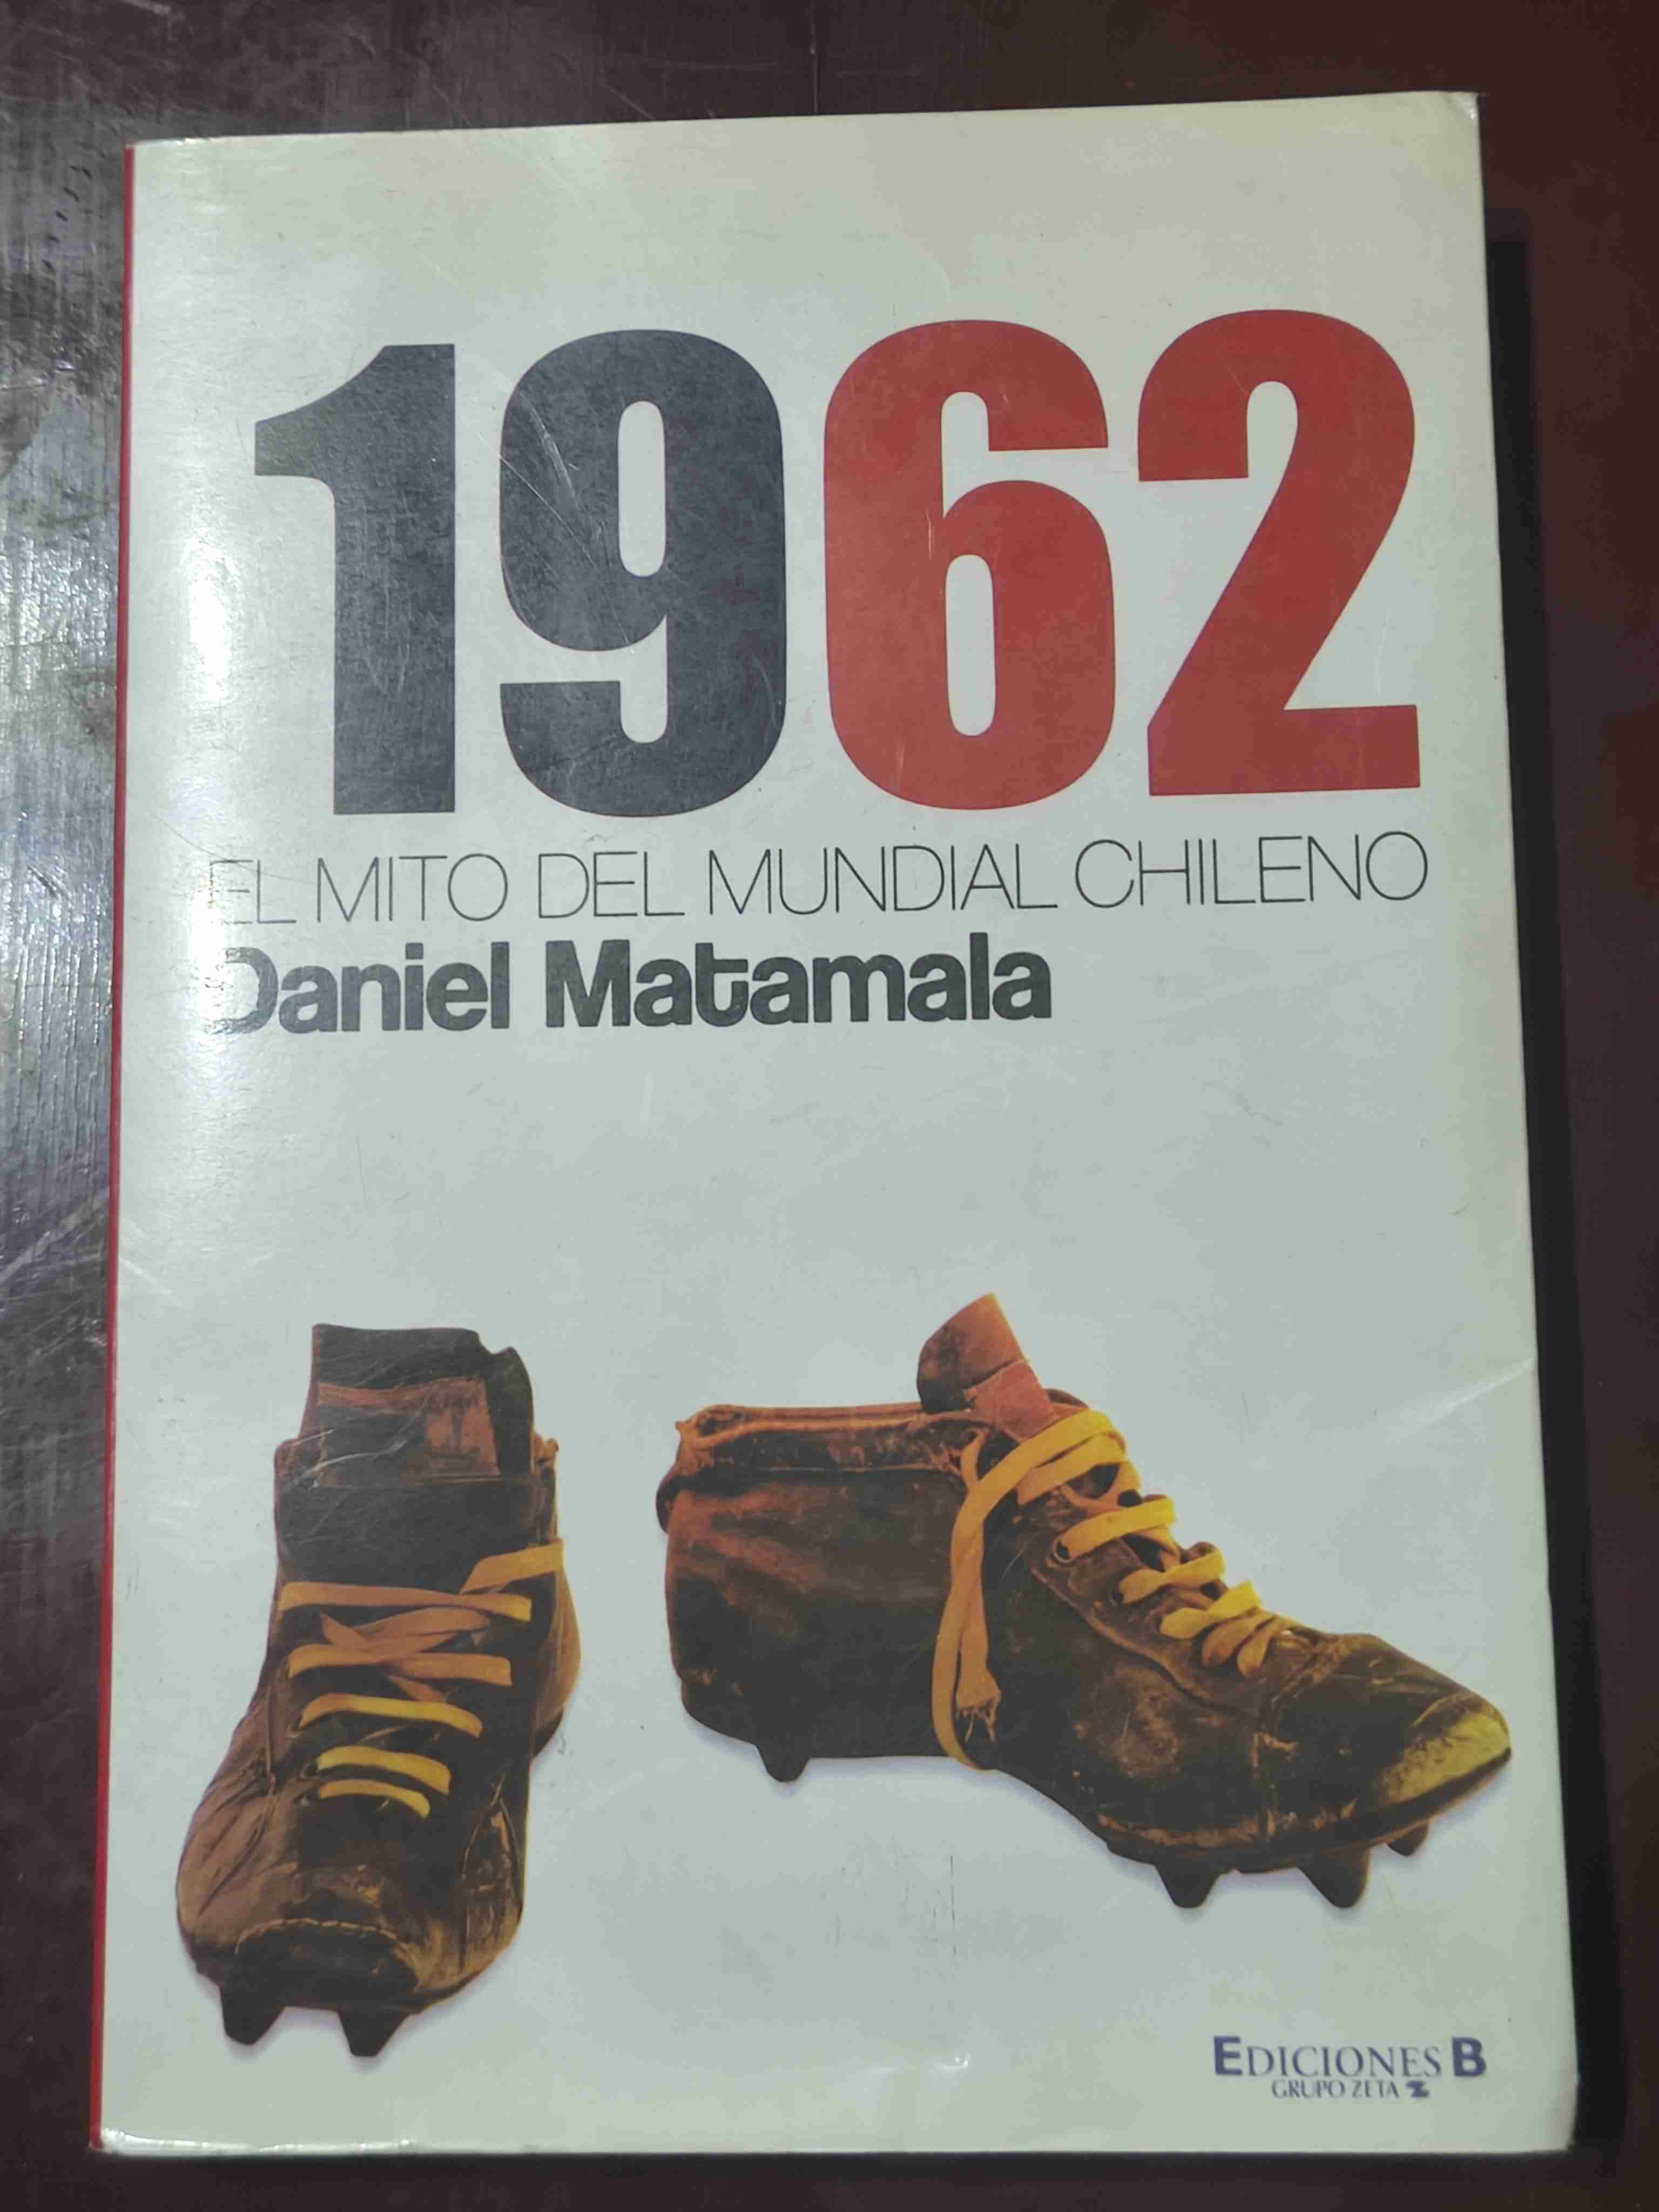 1962
EL MITO DEL MUNDIAL CHILENO
Daniel Matamala
EDICIONES B
GRUPO ZETA